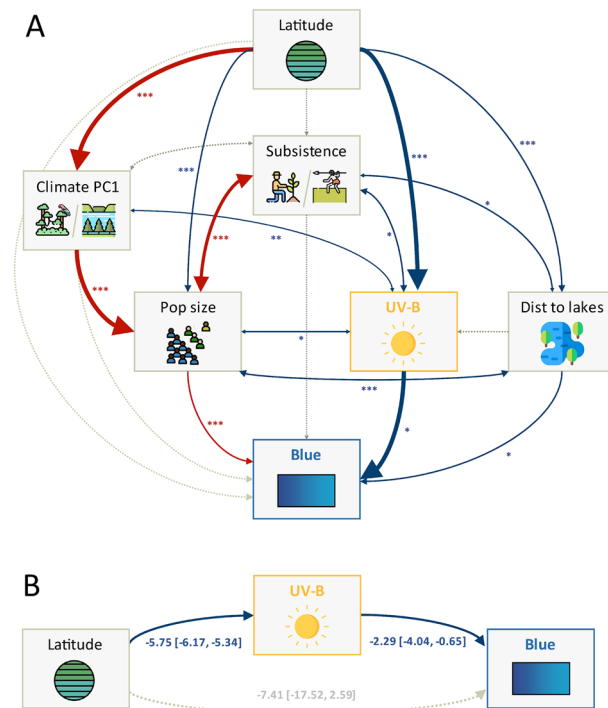 A
Latitude
***
***
***
***
Subsistence
Climate PC1
***
**
*
*
***
Pop size
UV-B
Dist to lakes
*
***
***
*
*
Blue
B
UV-B
Latitude
-5.75 [-6.17, -5.34]
-2.29 [-4.04, -0.65]
Blue
-7.41 [-17.52, 2.59]